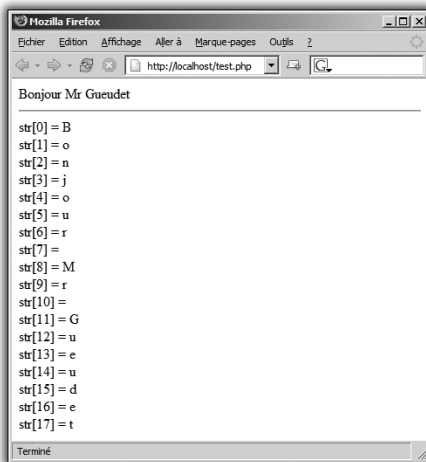 Mozilla Firefox
Fichier Edition Affichage Aller à Marque-pages Outils ?
http://localhost/test.php G
Bonjour Mr Gueudet
str[0] = B
str[1] = o
str[2] = n
str[3] = j
str[4] = o
str[5] = u
str[6] = r
str[7] =
str[8] = M
str[9] = r
str[10] =
str[11] = G
str[12] = u
str[13] = e
str[14] = u
str[15] = d
str[16] = e
str[17] = t
Terminé